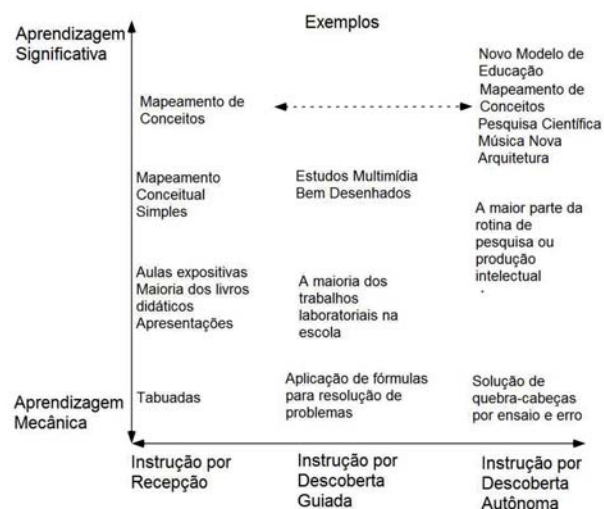 Aprendizagem
Significativa
Exemplos
Novo Modelo de
Educação
Mapeamento de
Conceitos
Pesquisa Científica
Música Nova
Arquitetura
Mapeamento de
Conceitos
Mapeamento
Conceitual
Simples
Estudos Multimídia
Bem Desenhados
A maior parte da
rotina de
pesquisa ou
produção
intelectual
.
Aulas expositivas
Maioria dos livros
didáticos
Apresentações
A maioria dos
trabalhos
laboratoriais na
escola
Aprendizagem
Mecânica
Tabuadas
Aplicação de fórmulas
para resolução de
problemas
Solução de
quebra-cabeças
por ensaio e erro
Instrução por
Recepção
Instrução por
Descoberta
Guiada
Instrução por
Descoberta
Autônoma